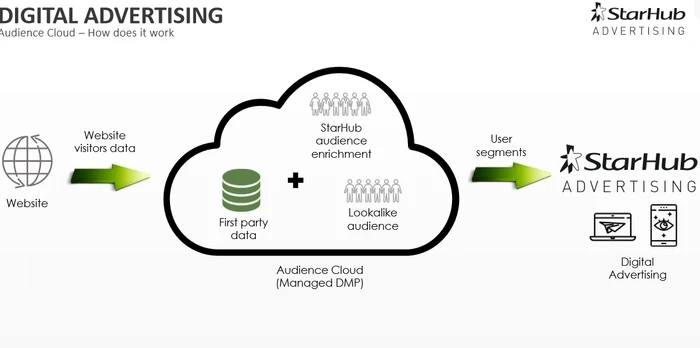 DIGITAL ADVERTISING
Audience Cloud – How does it work
StarHub
ADVERTISING
Website
visitors data
Website
StarHub
audience
enrichment
First party
data
Lookalike
audience
Audience Cloud
(Managed DMP)
User
segments
StarHub
ADVERTISING
Digital
Advertising